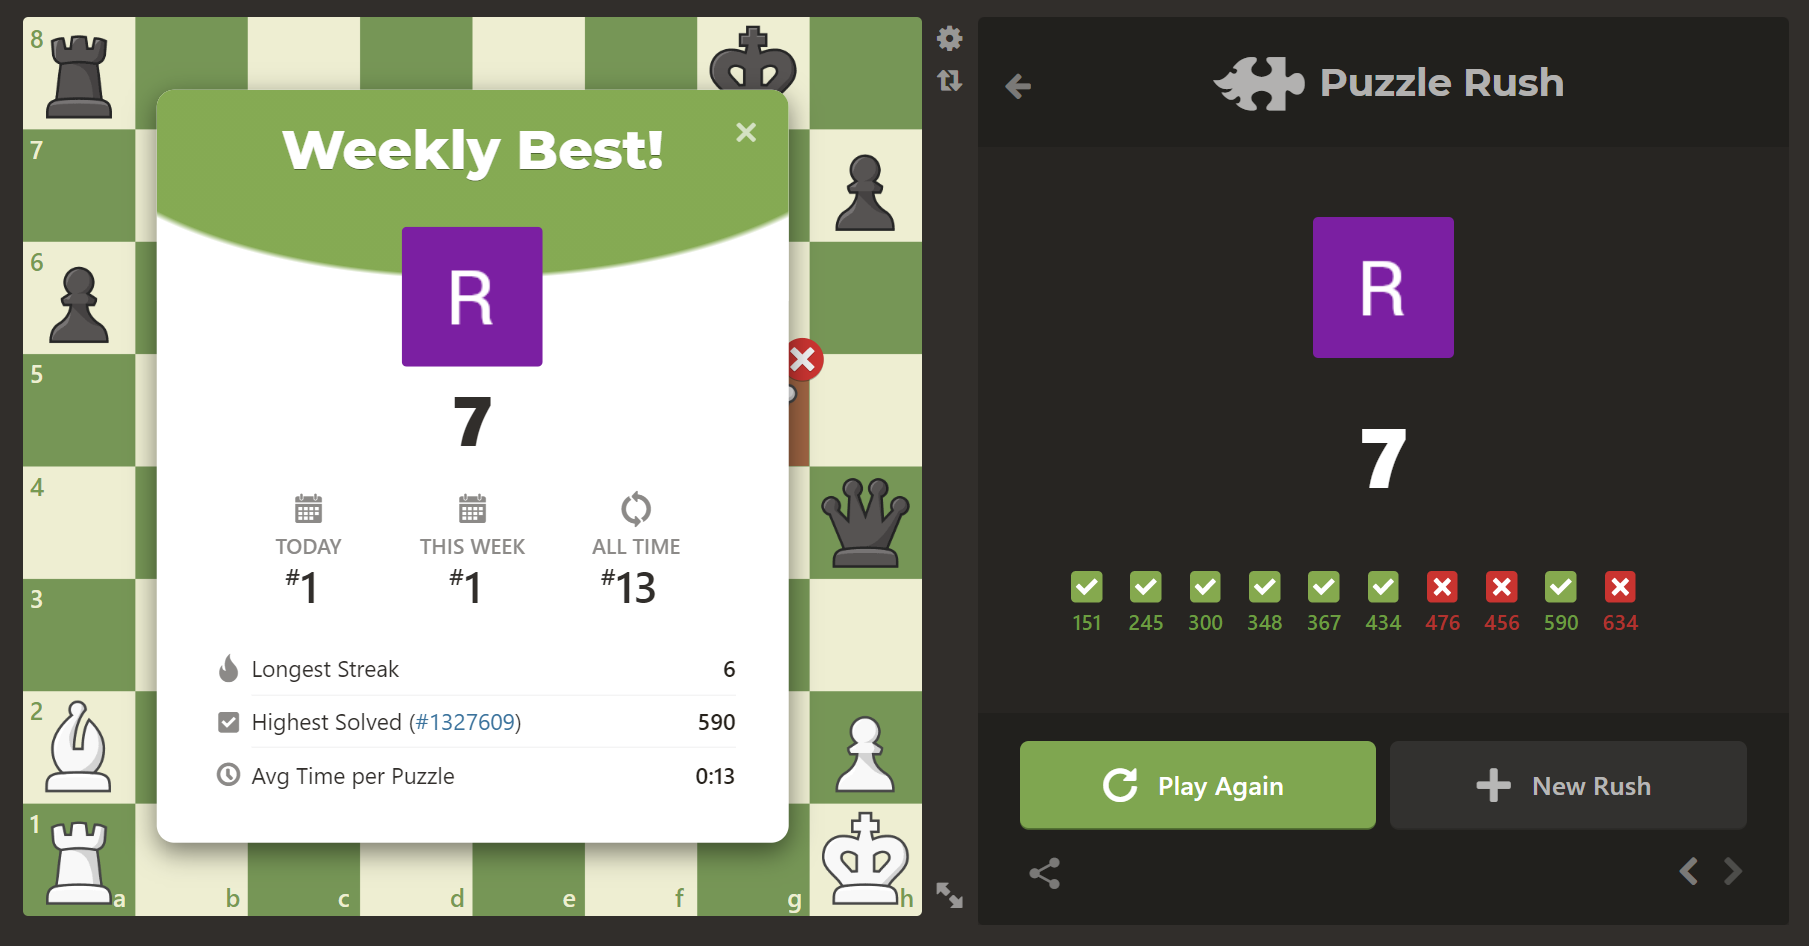 8
7
6
5
4
3
2
1
a b c d e f g h
Weekly Best!
R
7
TODAY THIS WEEK ALL TIME
#1 #1 #13
Longest Streak 6
Highest Solved (#1327609) 590
Avg Time per Puzzle 0:13
Puzzle Rush
R
7
151 245 300 348 367 434 476 456 590 634
Play Again New Rush